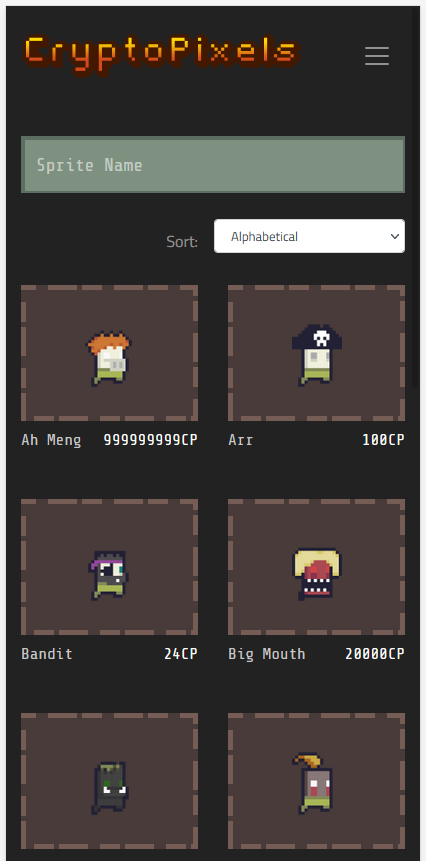 CryptoPixels
Sprite Name
Sort: Alphabetical
Ah Meng 999999999CP
Arr 100CP
Bandit 24CP
Big Mouth 20000CP